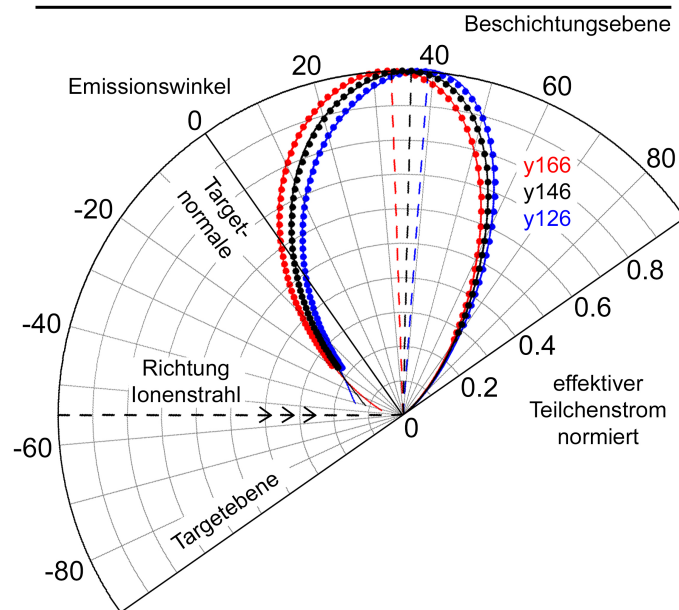 Beschichtungsebene
Emissionswinkel
-80
-60
-40
-20
0
20
40
60
80
y166
y146
y126
Target-
normale
Richtung
Ionenstrahl
Targetebene
0
0.2
0.4
0.6
0.8
effektiver
Teilchenstrom
normiert